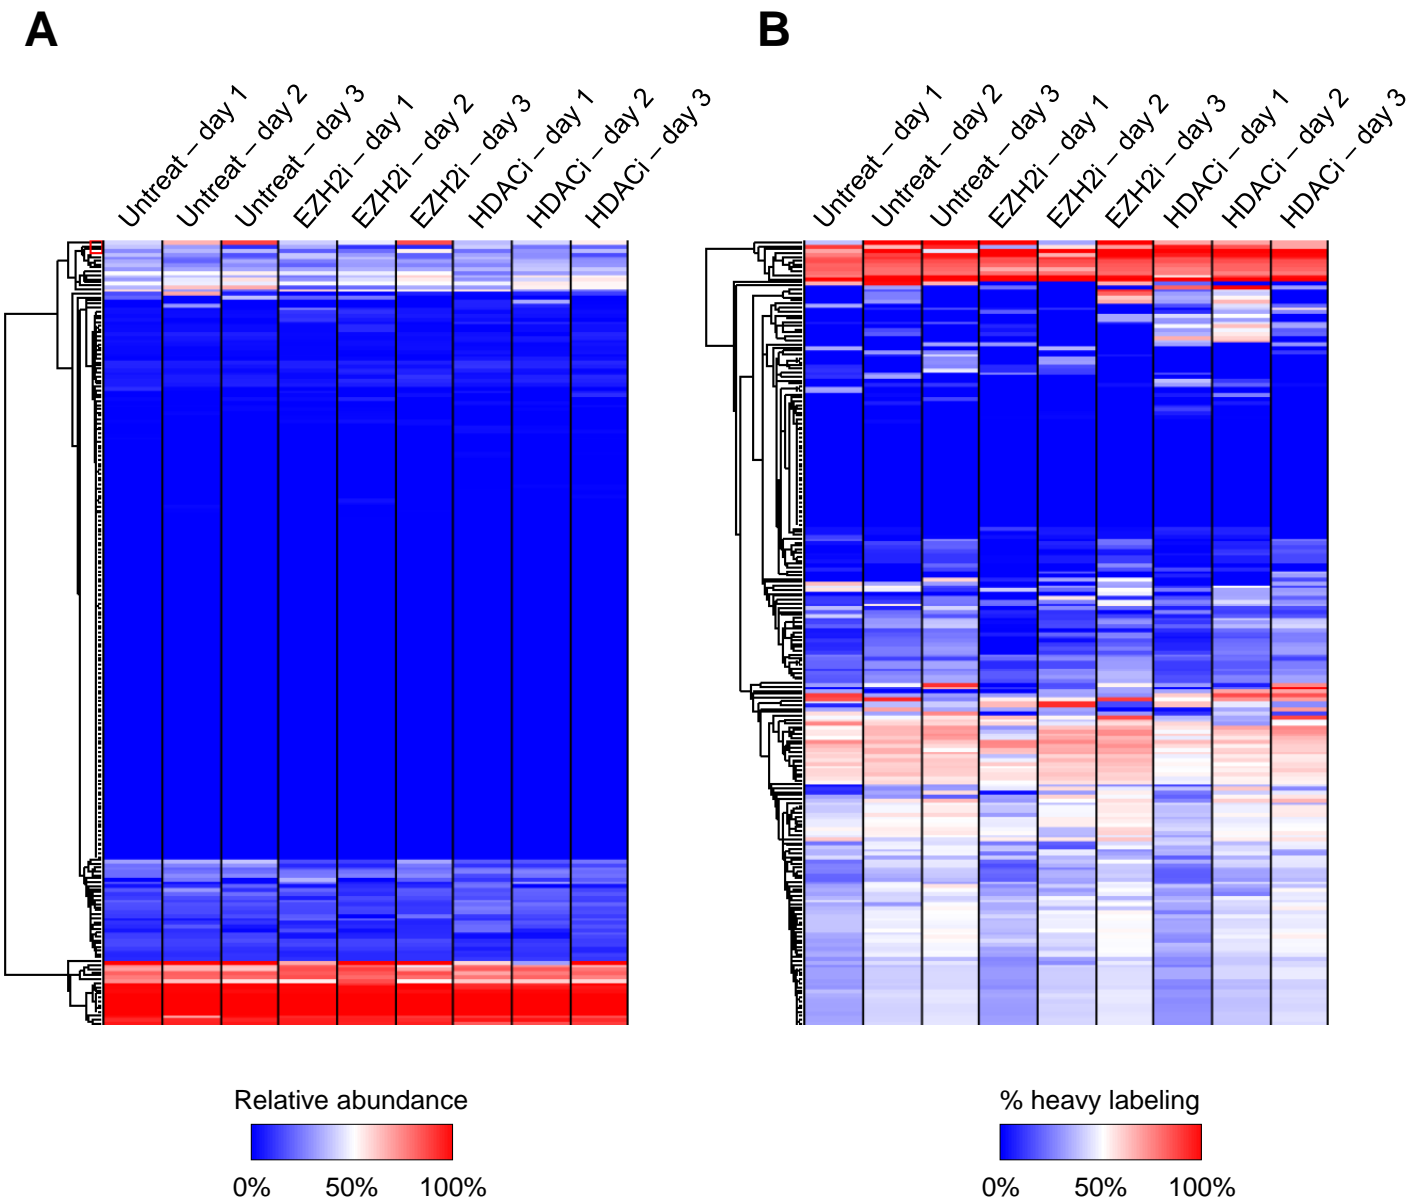 A
B
Untreat – day 1
Untreat – day 2
Untreat – day 3
EZH2i – day 1
EZH2i – day 2
EZH2i – day 3
HDACi – day 1
HDACi – day 2
HDACi – day 3
Untreat – day 1
Untreat – day 2
Untreat – day 3
EZH2i – day 1
EZH2i – day 2
EZH2i – day 3
HDACi – day 1
HDACi – day 2
HDACi – day 3
Relative abundance
0% 50% 100%
% heavy labeling
0% 50% 100%